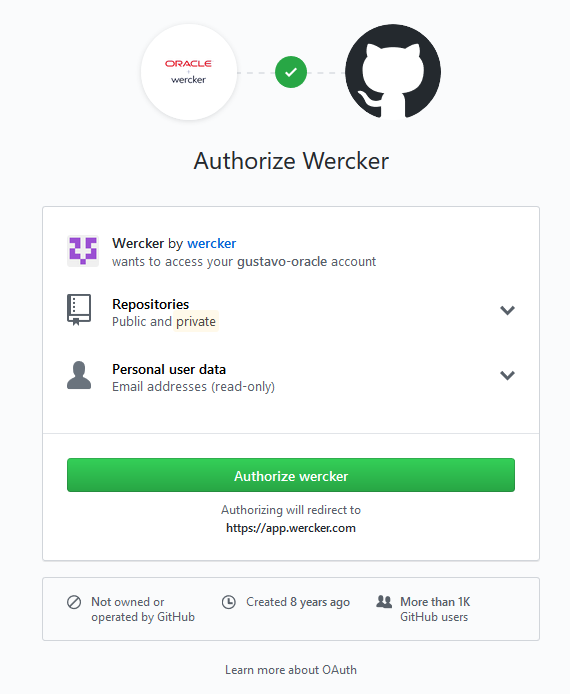 ORACLE
+
wercker
Authorize Wercker
Wercker by wercker
wants to access your gustavo-oracle account
Repositories
Public and private
Personal user data
Email addresses (read-only)
Authorize wercker
Authorizing will redirect to
https://app.wercker.com
Not owned or
operated by GitHub
Created 8 years ago
More than 1K
GitHub users
Learn more about OAuth